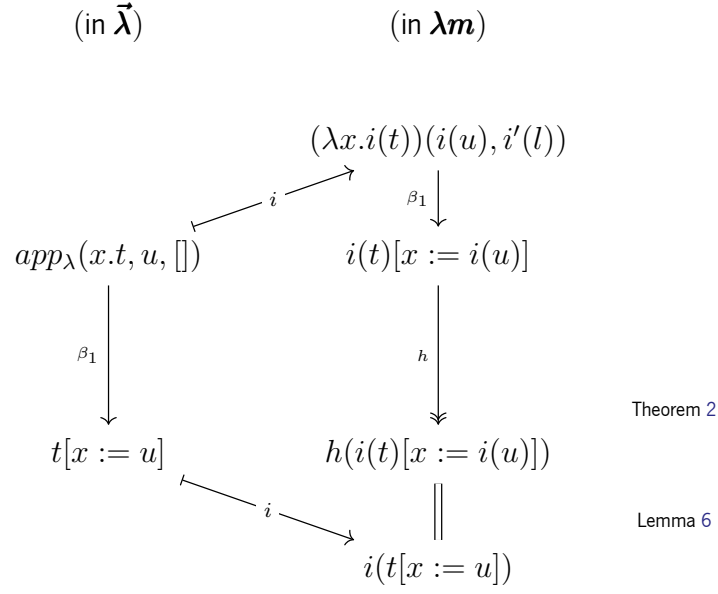 (in λ⃗) (in λm)
(λx.i(t))(i(u), i′(l))
i β₁
app_λ(x.t, u, []) i(t)[x := i(u)]
β₁ h
Theorem 2
t[x := u] h(i(t)[x := i(u)])
i Lemma 6
i(t[x := u])